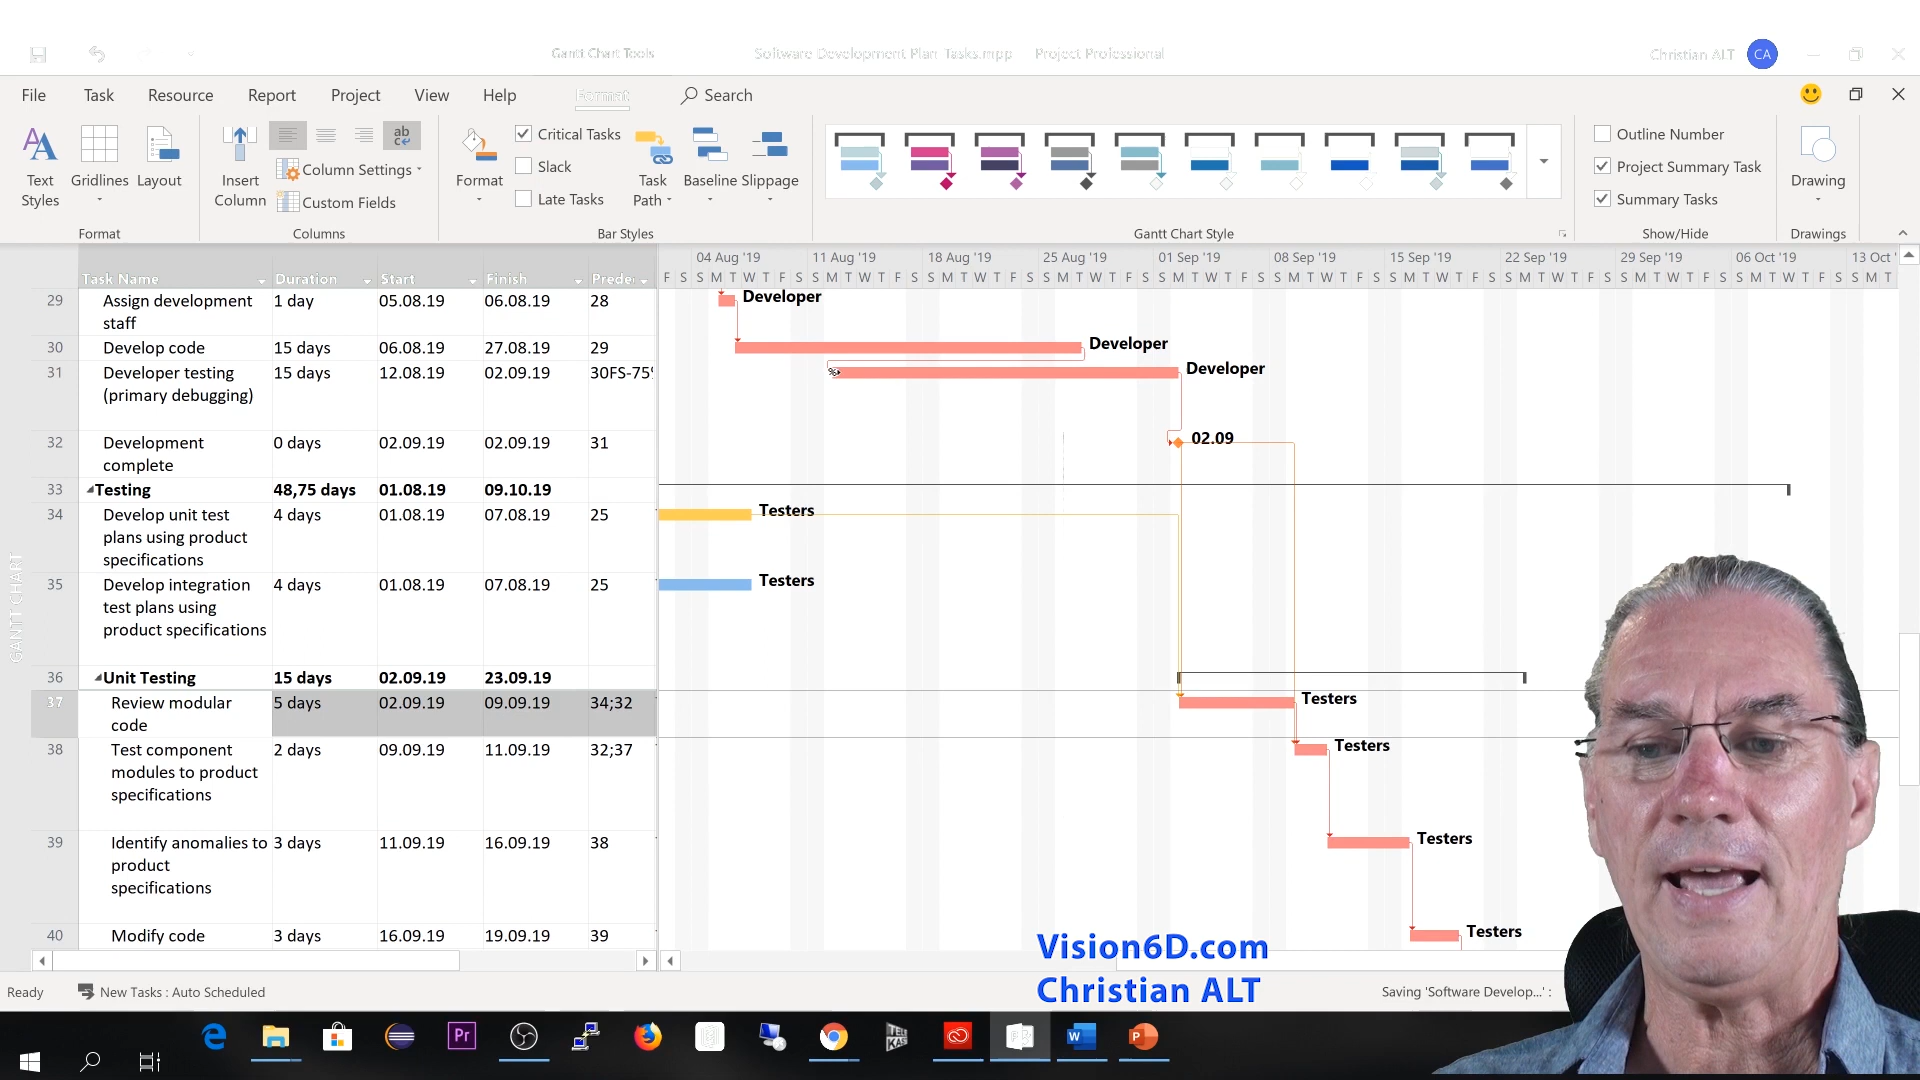 Gantt Chart Tools Software Development Plan Tasks.mpp Project Professional Christian ALT CA
File Task Resource Report Project View Help Format Search
Text Styles
Gridlines
Layout
Format
Insert Column
Column Settings
Custom Fields
Columns
Format
Critical Tasks
Slack
Late Tasks
Task Path
Baseline
Slippage
Bar Styles
Gantt Chart Style
Outline Number
Project Summary Task
Summary Tasks
Show/Hide
Drawing
Drawings
Task Name Duration Start Finish
04 Aug '19 11 Aug '19 18 Aug '19 25 Aug '19 01 Sep '19 08 Sep '19 15 Sep '19 22 Sep '19 29 Sep '19 06 Oct '19 13 Oct '
F S S M T W T F S S M T W T F S S M T W T F S S M T W T F S S M T W T F S S M T W T F S S M T W T F S S M T W T F S S M T W T F S S M T W T F S S M T
29 Assign development staff 1 day 05.08.19 06.08.19 28 Developer
30 Develop code 15 days 06.08.19 27.08.19 29 Developer
31 Developer testing (primary debugging) 15 days 12.08.19 02.09.19 30FS-75% Developer
32 Development complete 0 days 02.09.19 02.09.19 31 02.09
33 Testing 48,75 days 01.08.19 09.10.19
34 Develop unit test plans using product specifications 4 days 01.08.19 07.08.19 25 Testers
35 Develop integration test plans using product specifications 4 days 01.08.19 07.08.19 25 Testers
36 Unit Testing 15 days 02.09.19 23.09.19
37 Review modular code 5 days 02.09.19 09.09.19 34;32 Testers
38 Test component modules to product specifications 2 days 09.09.19 11.09.19 32;37 Testers
39 Identify anomalies to product specifications 3 days 11.09.19 16.09.19 38 Testers
40 Modify code 3 days 16.09.19 19.09.19 39 Testers
GANTT CHART
Vision6D.com
Christian ALT
Ready New Tasks : Auto Scheduled Saving 'Software Develop...' :